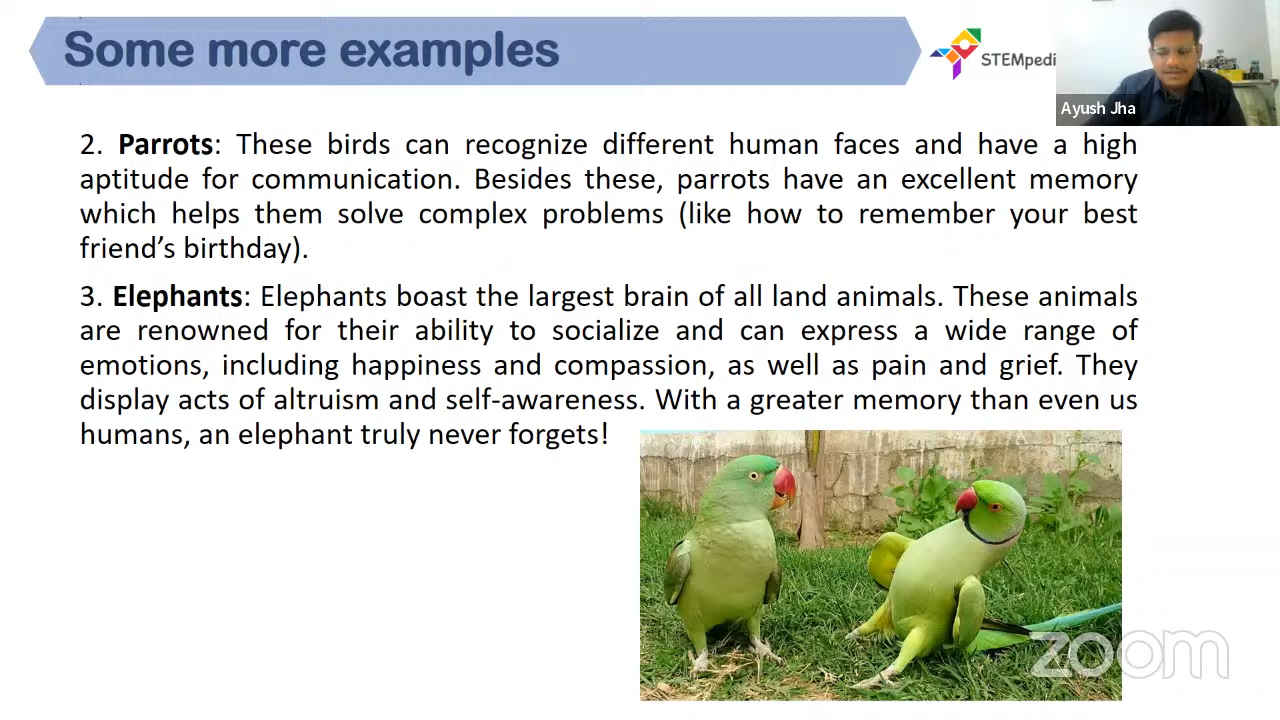 Some more examples
STEMpedi
Ayush Jha
2. Parrots: These birds can recognize different human faces and have a high
aptitude for communication. Besides these, parrots have an excellent memory
which helps them solve complex problems (like how to remember your best
friend’s birthday).
3. Elephants: Elephants boast the largest brain of all land animals. These animals
are renowned for their ability to socialize and can express a wide range of
emotions, including happiness and compassion, as well as pain and grief. They
display acts of altruism and self-awareness. With a greater memory than even us
humans, an elephant truly never forgets!
zoom